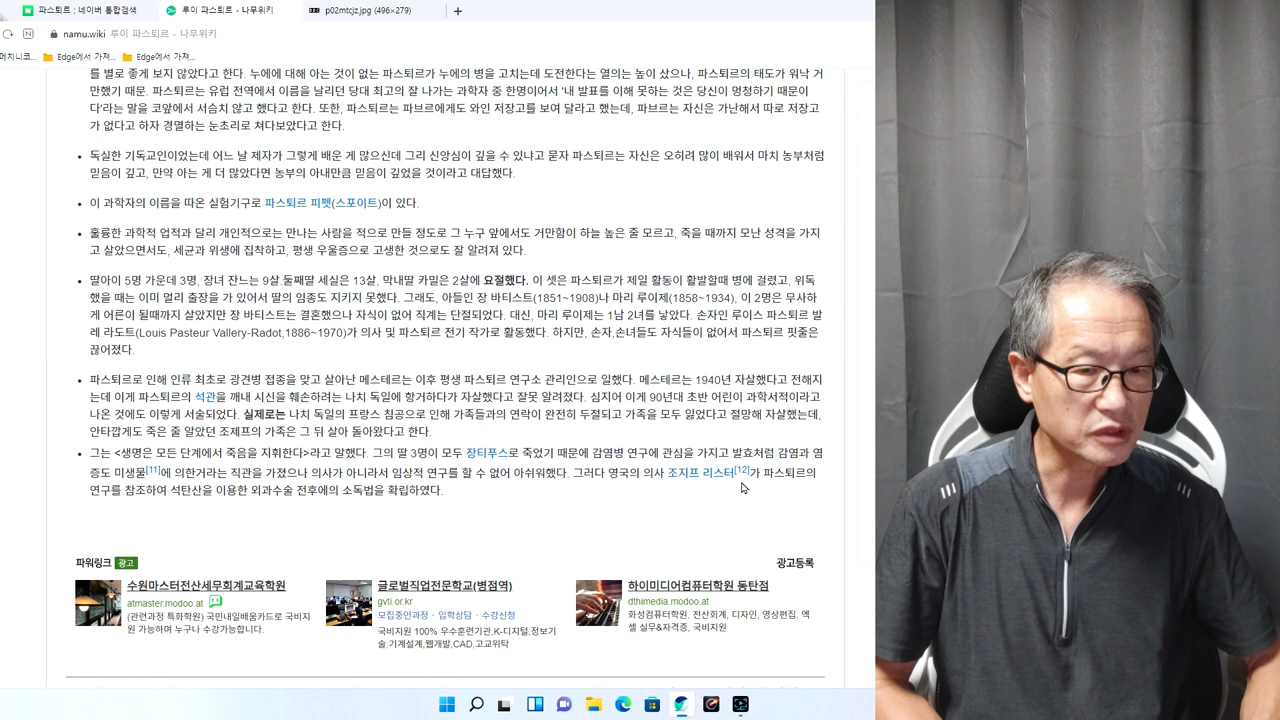 파스퇴르 : 네이버 통합검색
루이 파스퇴르 - 나무위키
p02mtcjz.jpg (496×279)
namu.wiki 루이 파스퇴르 - 나무위키
Edge에서 가져...
Edge에서 가져...
를 별로 좋게 보지 않았다고 한다. 누에에 대해 아는 것이 없는 파스퇴르가 누에의 병을 고치는데 도전한다는 열의는 높이 샀으나, 파스퇴르의 태도가 워낙 거
만했기 때문. 파스퇴르는 유럽 전역에서 이름을 날리던 당대 최고의 잘 나가는 과학자 중 한명이어서 '내 발표를 이해 못하는 것은 당신이 멍청하기 때문이
다'라는 말을 코앞에서 서슴치 않고 했다고 한다. 또한, 파스퇴르는 파브르에게도 와인 저장고를 보여 달라고 했는데, 파브르는 자신은 가난해서 따로 저장고
가 없다고 하자 경멸하는 눈초리로 쳐다보았다고 한다.
독실한 기독교인이었는데 어느 날 제자가 그렇게 배운 게 많으신데 그리 신앙심이 깊을 수 있냐고 묻자 파스퇴르는 자신은 오히려 많이 배워서 마치 농부처럼
믿음이 깊고, 만약 아는 게 더 많았다면 농부의 아내만큼 믿음이 깊었을 것이라고 대답했다.
이 과학자의 이름을 따온 실험기구로 파스퇴르 피펫(스포이트)이 있다.
훌륭한 과학적 업적과 달리 개인적으로는 만나는 사람을 적으로 만들 정도로 그 누구 앞에서도 거만함이 하늘 높은 줄 모르고, 죽을 때까지 모난 성격을 가지
고 살았으면서도, 세균과 위생에 집착하고, 평생 우울증으로 고생한 것으로도 잘 알려져 있다.
딸아이 5명 가운데 3명, 장녀 잔느는 9살.둘째딸 세실은 13살, 막내딸 카밀은 2살에 요절했다. 이 셋은 파스퇴르가 제일 활동이 활발할때 병에 걸렸고, 위독
했을 때는 이미 멀리 출장을 가 있어서 딸의 임종도 지키지 못했다. 그래도, 아들인 장 바티스트(1851~1908)나 마리 루이제(1858~1934), 이 2명은 무사하
게 어른이 될때까지 살았지만 장 바티스트는 결혼했으나 자식이 없어 직계는 단절되었다. 대신, 마리 루이제는 1남 2녀를 낳았다. 손자인 루이스 파스퇴르 발
레 라도트(Louis Pasteur Vallery-Radot,1886~1970)가 의사 및 파스퇴르 전기 작가로 활동했다. 하지만, 손자,손녀들도 자식들이 없어서 파스퇴르 핏줄은
끊어졌다.
파스퇴르로 인해 인류 최초로 광견병 접종을 맞고 살아난 메스테르는 이후 평생 파스퇴르 연구소 관리인으로 일했다. 메스테르는 1940년 자살했다고 전해지
는데 이게 파스퇴르의 석관을 깨내 시신을 훼손하려는 나치 독일에 항거하다가 자살했다고 잘못 알려졌다. 심지어 이게 90년대 초반 어린이 과학서적이라고
나온 것에도 이렇게 서술되었다. 실제로는 나치 독일의 프랑스 침공으로 인해 가족들과의 연락이 완전히 두절되고 가족을 모두 잃었다고 절망해 자살했는데,
안타깝게도 죽은 줄 알았던 조제프의 가족은 그 뒤 살아 돌아왔다고 한다.
그는 <생명은 모든 단계에서 죽음을 지휘한다>라고 말했다. 그의 딸 3명이 모두 장티푸스로 죽었기 때문에 감염병 연구에 관심을 가지고 발효처럼 감염과 염
증도 미생물[11]에 의한거라는 직관을 가졌으나 의사가 아니라서 임상적 연구를 할 수 없어 아쉬워했다. 그러다 영국의 의사 조지프 리스터[12]가 파스퇴르의
연구를 참조하여 석탄산을 이용한 외과수술 전후에의 소독법을 확립하였다.
파워링크 광고 광고등록
수원마스터전산세무회계교육학원
atmaster.modoo.at
(관련과정 특화학원) 국민내일배움카드로 국비지
원 가능하며 누구나 수강가능합니다.
글로벌직업전문학교(병점역)
gvti.or.kr
모집중인과정 · 입학상담 · 수강신청
국비지원 100% 우수훈련기관,K-디지털,정보기
술,기계설계,웹개발,CAD,고교위탁
하이미디어컴퓨터학원 동탄점
dthimedia.modoo.at
화성컴퓨터학원, 전산회계, 디자인, 영상편집, 엑
셀 실무&자격증, 국비지원